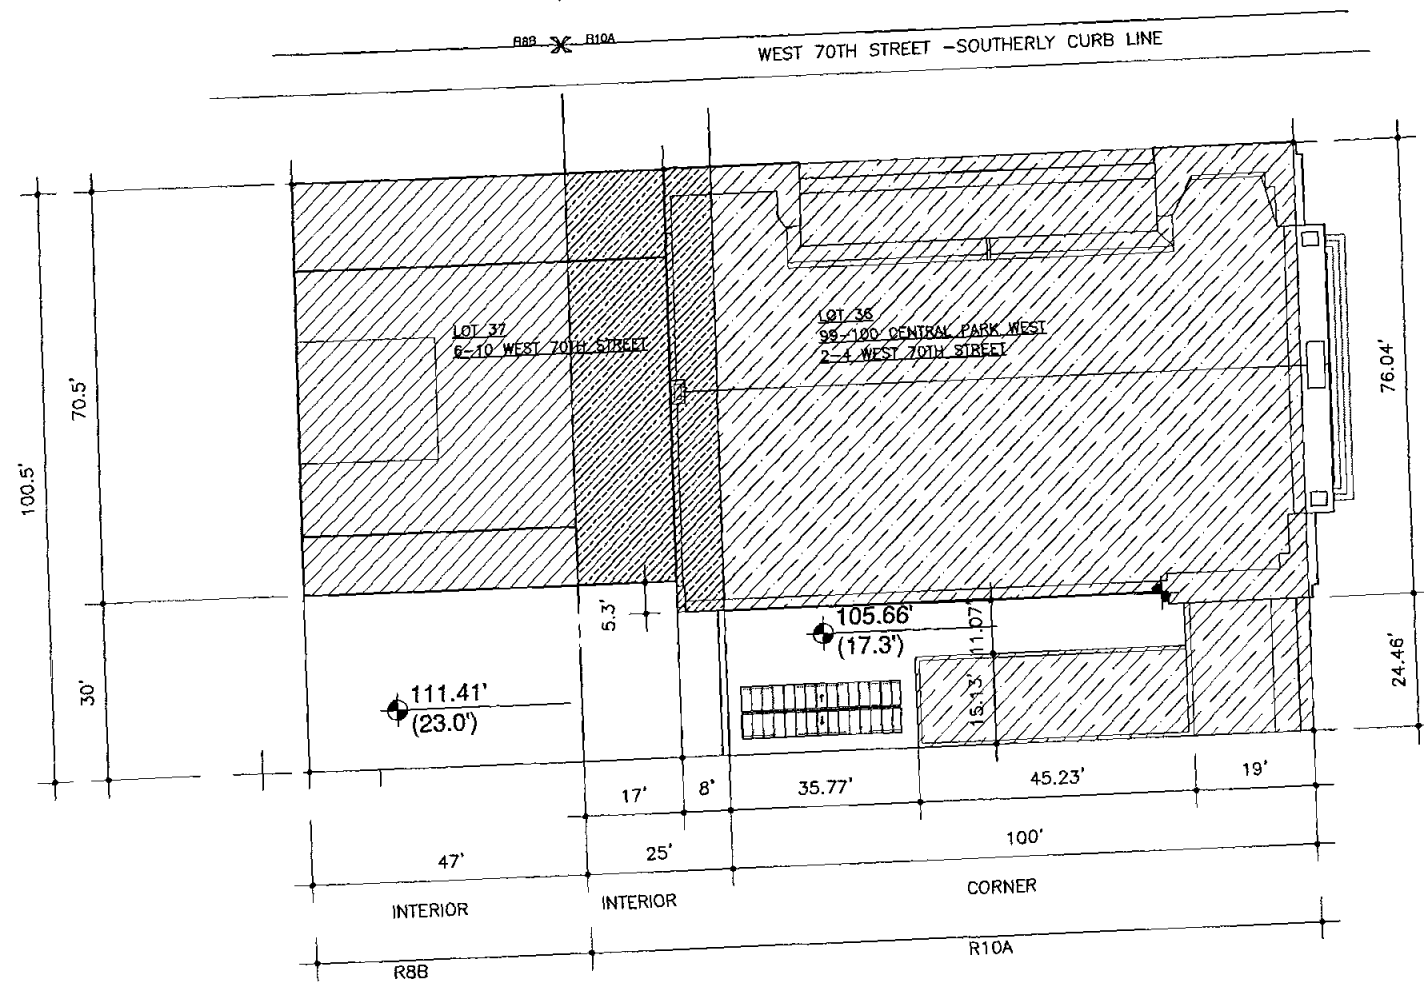 R8B R10A
WEST 70TH STREET -SOUTHERLY CURB LINE
LOT 37
6-10 WEST 70TH STREET
LOT 36
99-100 CENTRAL PARK WEST
2-4 WEST 70TH STREET
100.5'
70.5'
30'
76.04'
24.46'
5.3'
105.66'
(17.3')
11.07'
15.13'
111.41'
(23.0')
17'
8'
35.77'
45.23'
19'
47'
25'
100'
INTERIOR
INTERIOR
CORNER
R8B
R10A